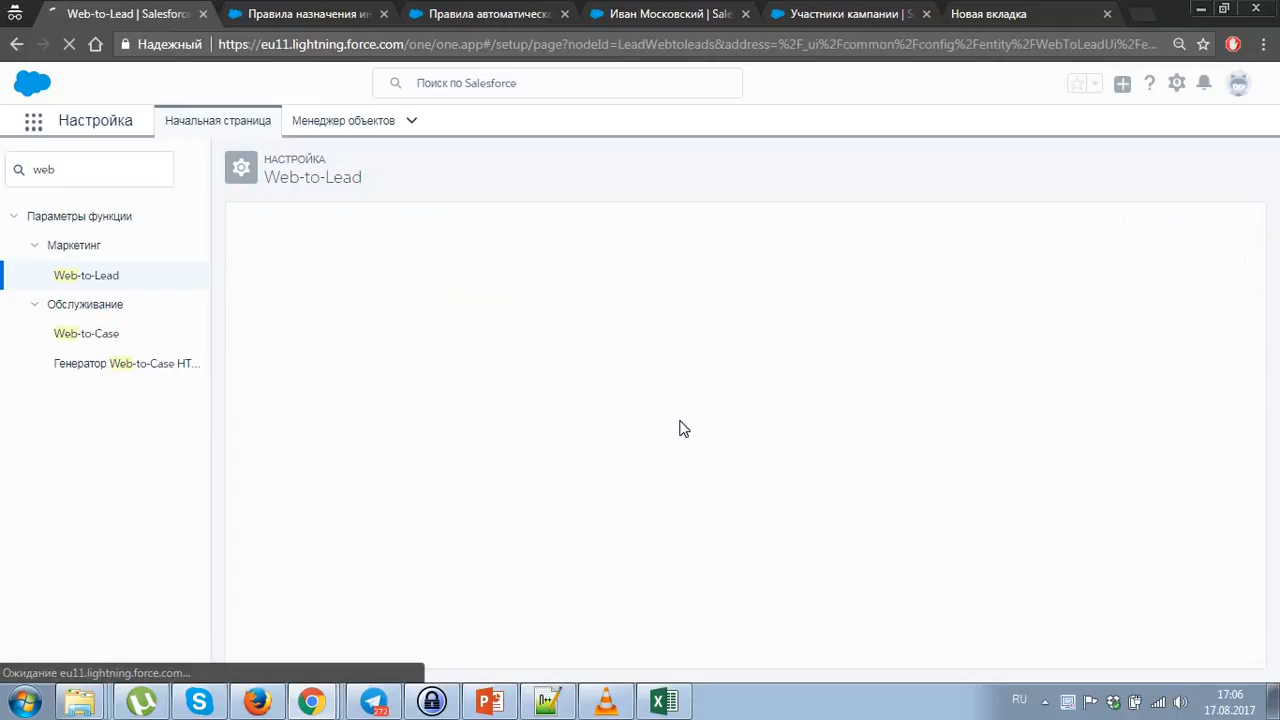 Web-to-Lead | Salesforce
Правила назначения ин
Правила автоматическ
Иван Московский | Sale
Участники кампании | S
Новая вкладка
Надежный
https://eu11.lightning.force.com/one/one.app#/setup/page?nodeId=LeadWebtoleads&address=%2F_ui%2Fcommon%2Fconfig%2Fentity%2FWebToLeadUi%2Fe...
Поиск по Salesforce
Настройка
Начальная страница
Менеджер объектов
web
НАСТРОЙКА
Web-to-Lead
Параметры функции
Маркетинг
Web-to-Lead
Обслуживание
Web-to-Case
Генератор Web-to-Case HT...
Ожидание eu11.lightning.force.com...
272
RU
17:06
17.08.2017